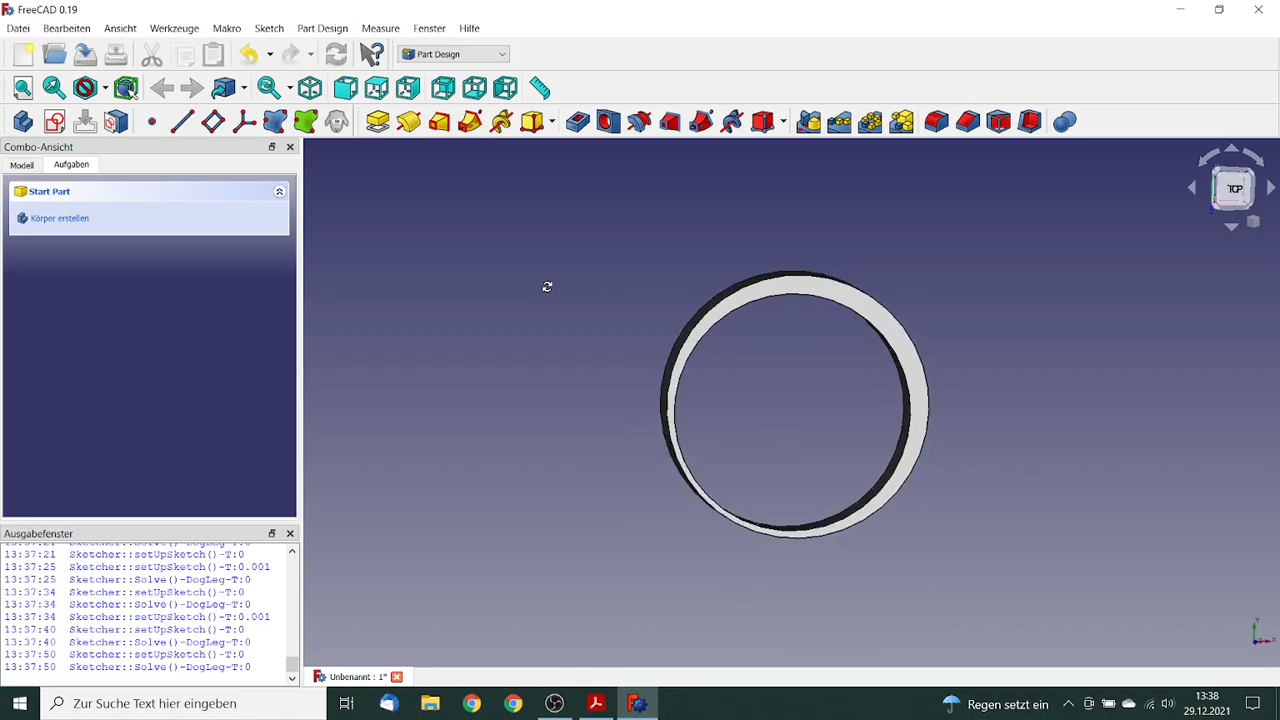 FreeCAD 0.19
Datei Bearbeiten Ansicht Werkzeuge Makro Sketch Part Design Measure Fenster Hilfe
Part Design
Combo-Ansicht
Modell Aufgaben
Start Part
Körper erstellen
TOP
Ausgabefenster
13:37:21 Sketcher::setUpSketch()-T:0
13:37:25 Sketcher::setUpSketch()-T:0.001
13:37:25 Sketcher::Solve()-DogLeg-T:0
13:37:34 Sketcher::setUpSketch()-T:0
13:37:34 Sketcher::Solve()-DogLeg-T:0
13:37:34 Sketcher::setUpSketch()-T:0.001
13:37:40 Sketcher::setUpSketch()-T:0
13:37:40 Sketcher::Solve()-DogLeg-T:0
13:37:50 Sketcher::setUpSketch()-T:0
13:37:50 Sketcher::Solve()-DogLeg-T:0
Y
X
Unbenannt : 1*
Zur Suche Text hier eingeben
Regen setzt ein
13:38
29.12.2021